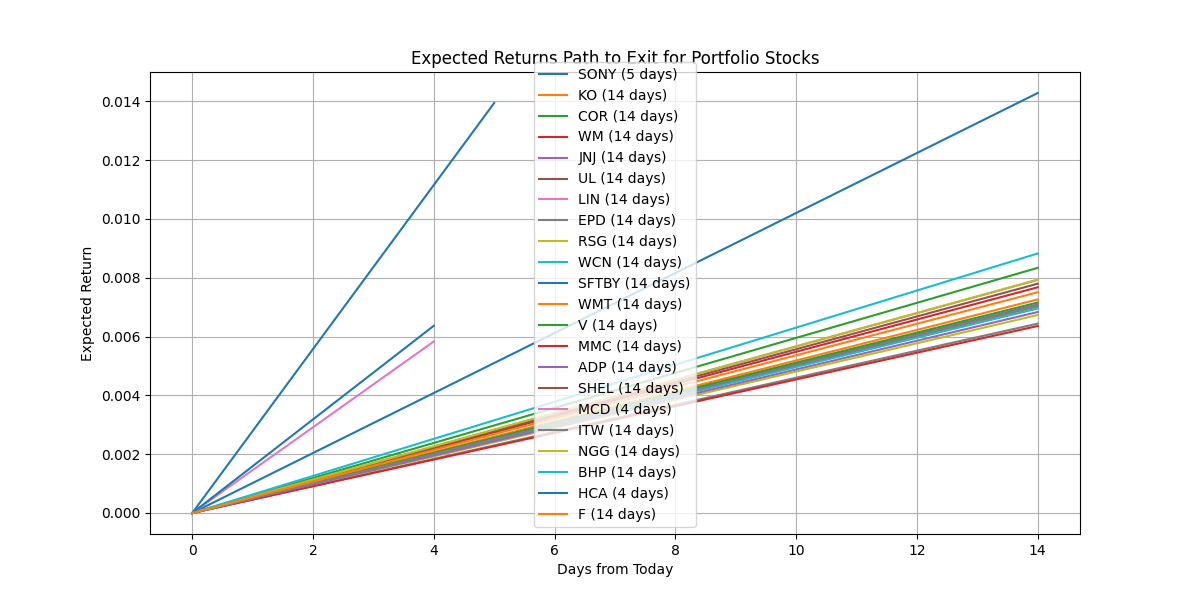 Expected Returns Path to Exit for Portfolio Stocks
SONY (5 days)
KO (14 days)
COR (14 days)
WM (14 days)
JNJ (14 days)
UL (14 days)
LIN (14 days)
EPD (14 days)
RSG (14 days)
WCN (14 days)
SFTBY (14 days)
WMT (14 days)
V (14 days)
MMC (14 days)
ADP (14 days)
SHEL (14 days)
MCD (4 days)
ITW (14 days)
NGG (14 days)
BHP (14 days)
HCA (4 days)
F (14 days)
Expected Return
0.014
0.012
0.010
0.008
0.006
0.004
0.002
0.000
0 2 4 6 8 10 12 14
Days from Today